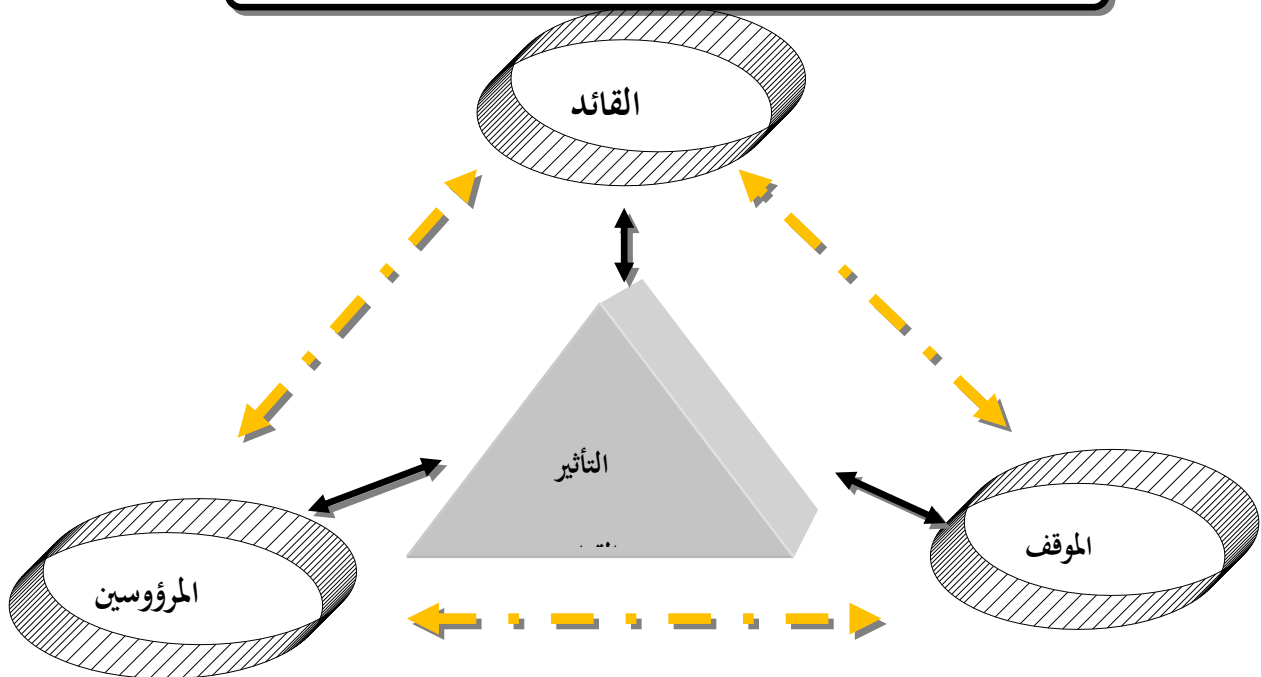 القائد
التأثير
الموقف
المرؤوسين